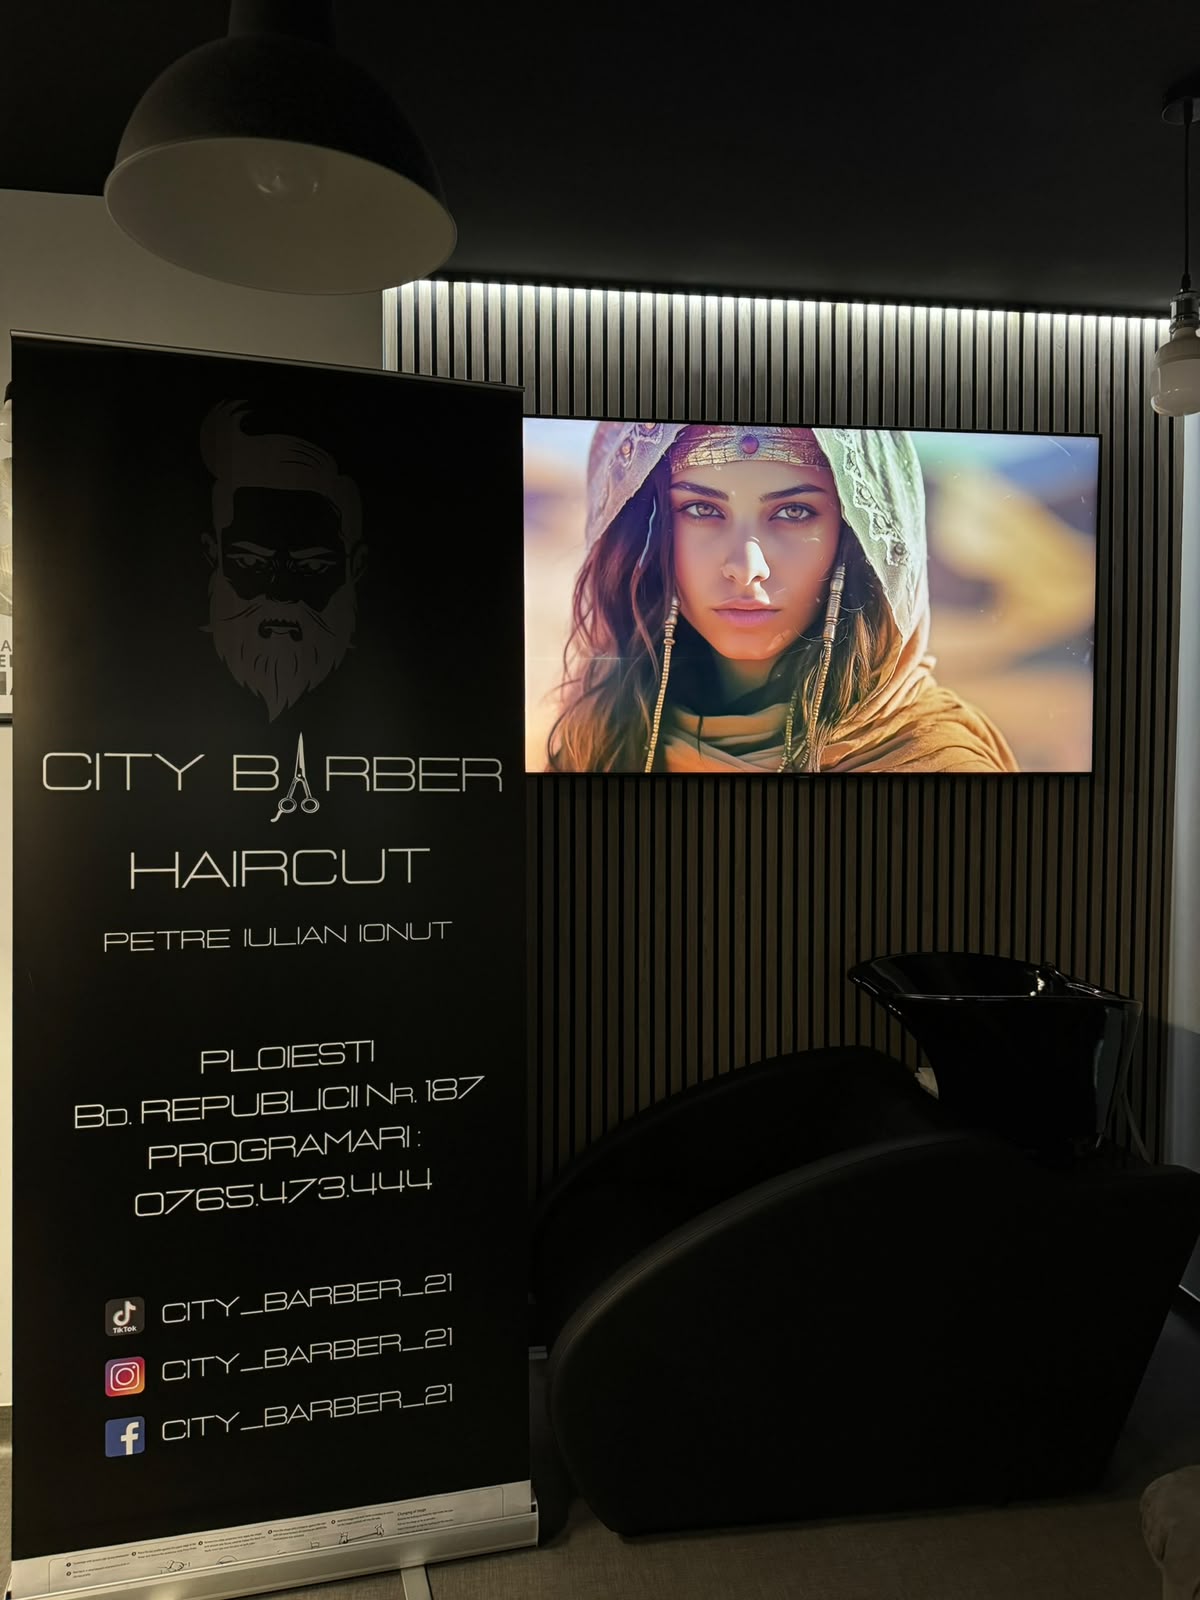 CITY BARBER
HAIRCUT
PETRE IULIAN IONUT
PLOIESTI
BD. REPUBLICII NR. 187
PROGRAMARI :
0765.473.444
TikTok
CITY_BARBER_21
CITY_BARBER_21
CITY_BARBER_21